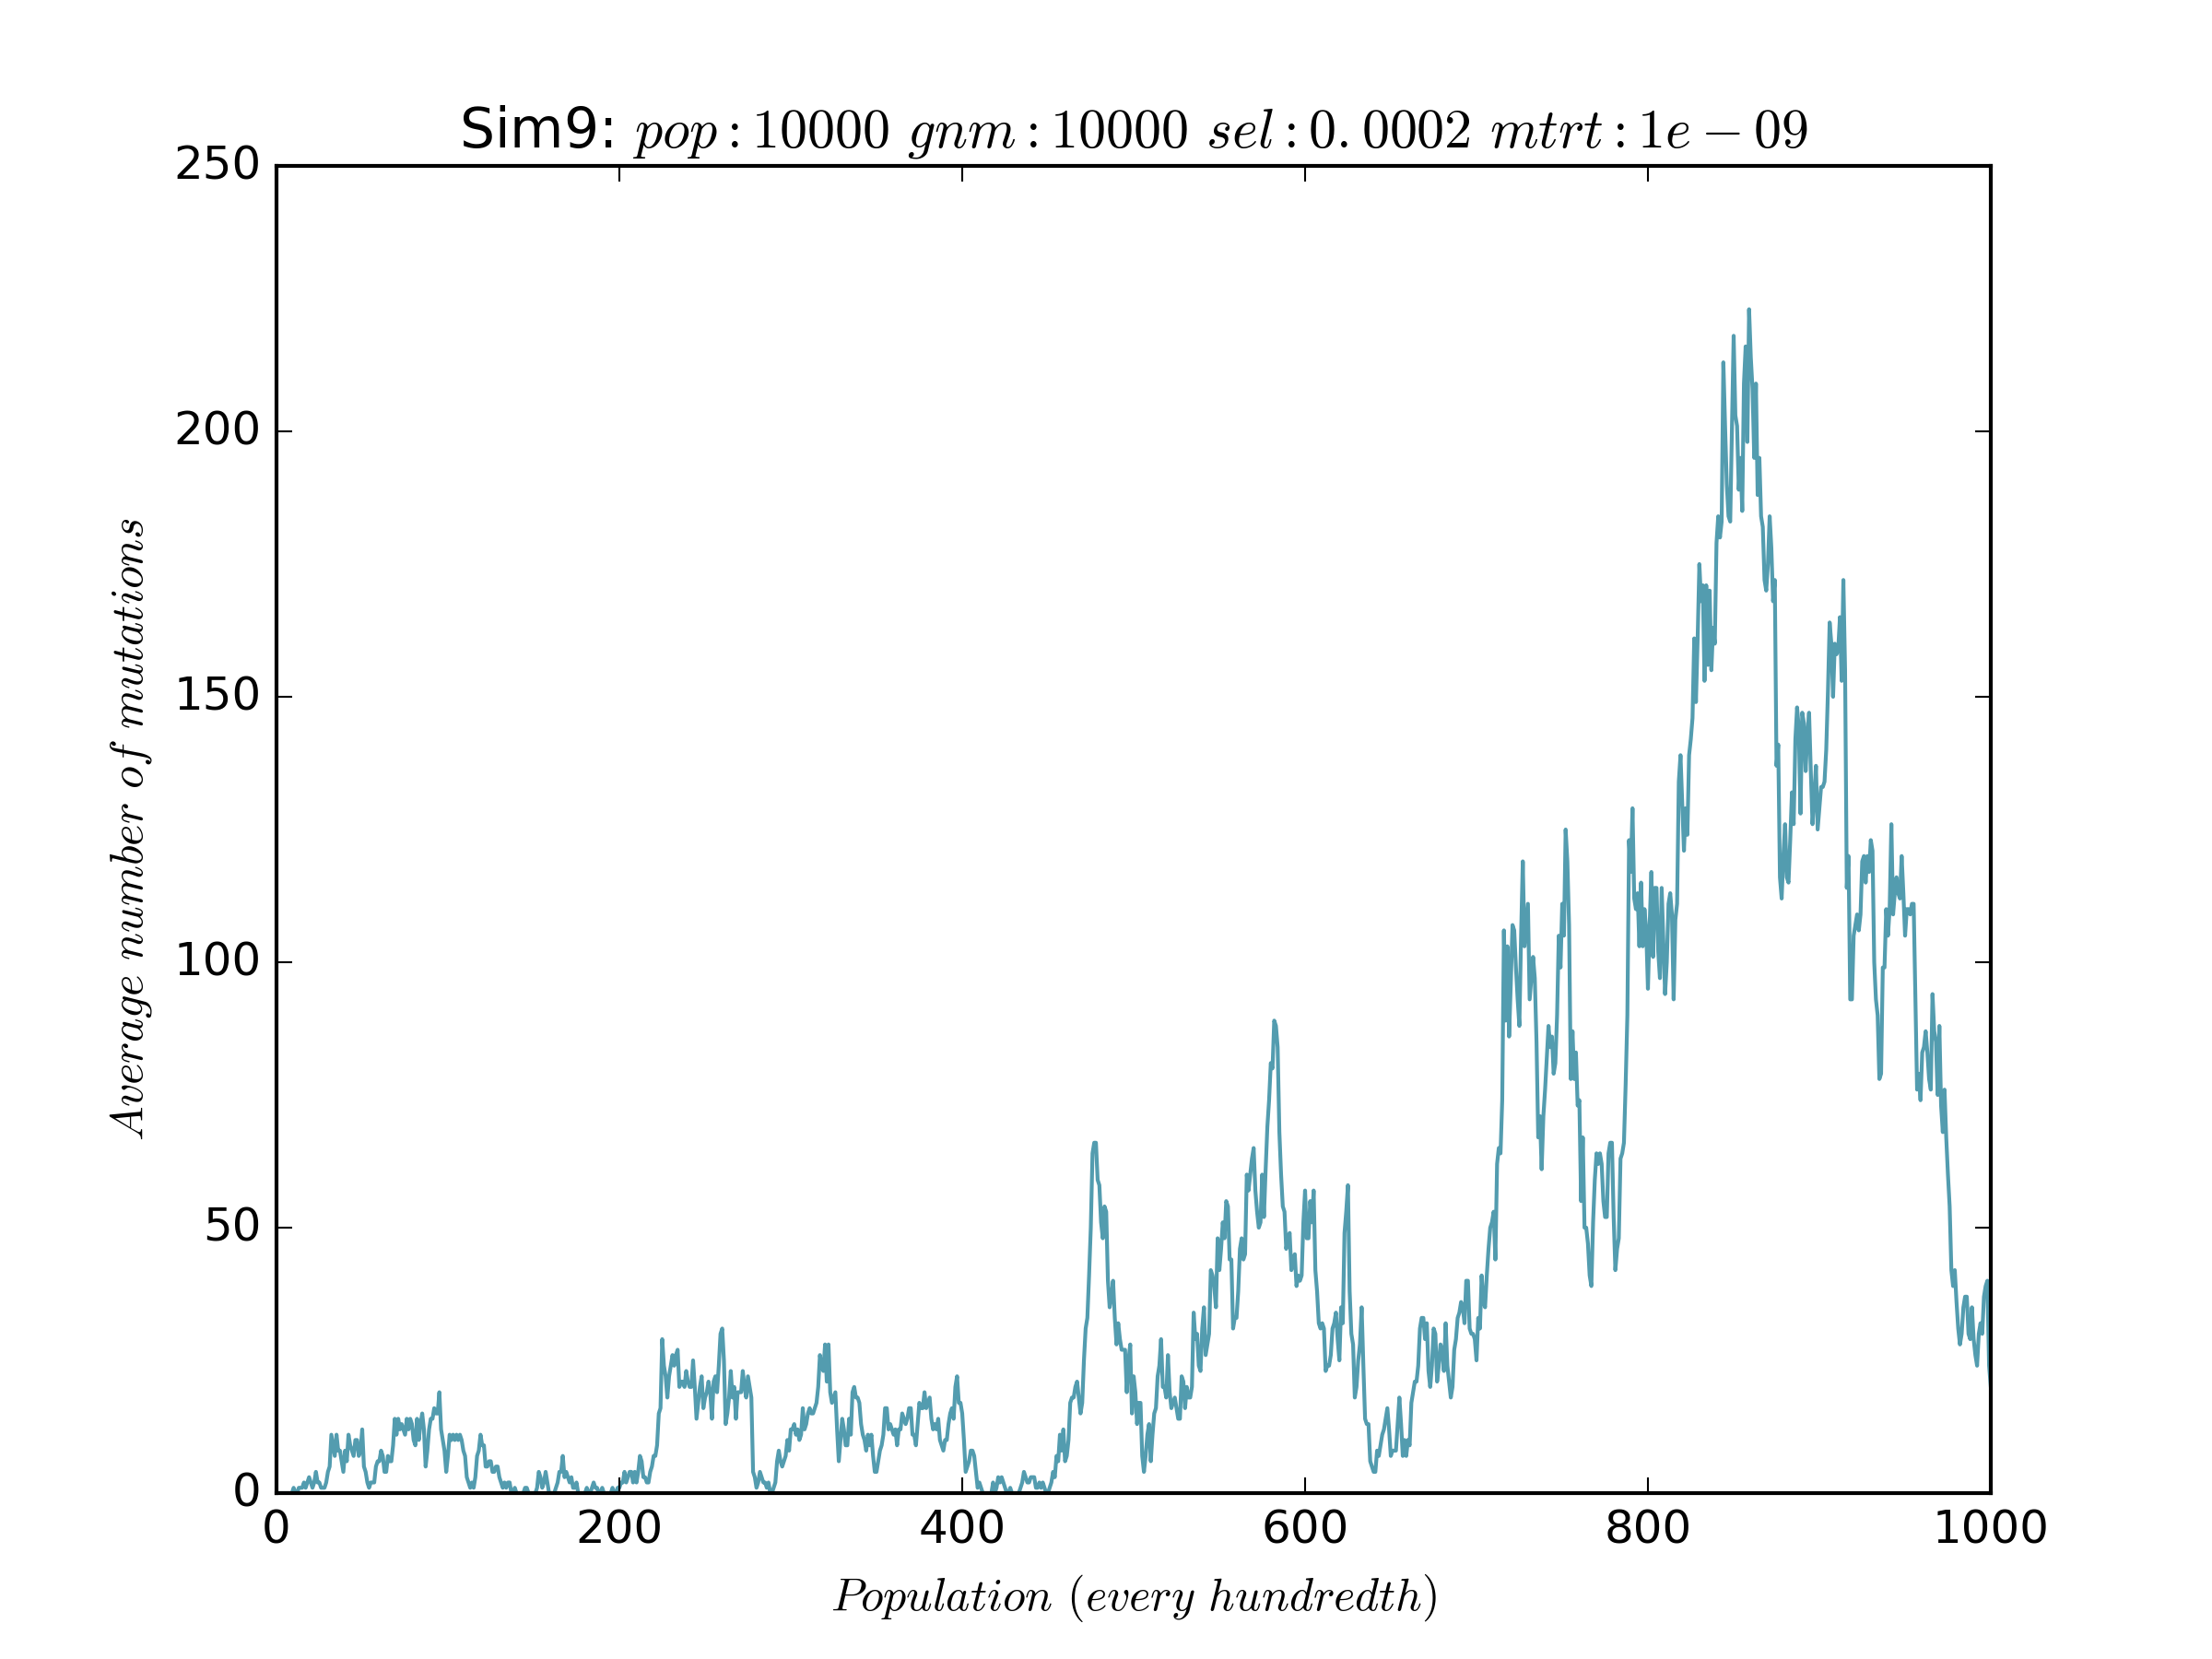 Sim9: pop : 10000 gnm : 10000 sel : 0.0002 mtrt : 1e − 09
250
200
150
100
50
0
Average number of mutations
0 200 400 600 800 1000
Population (every hundredth)